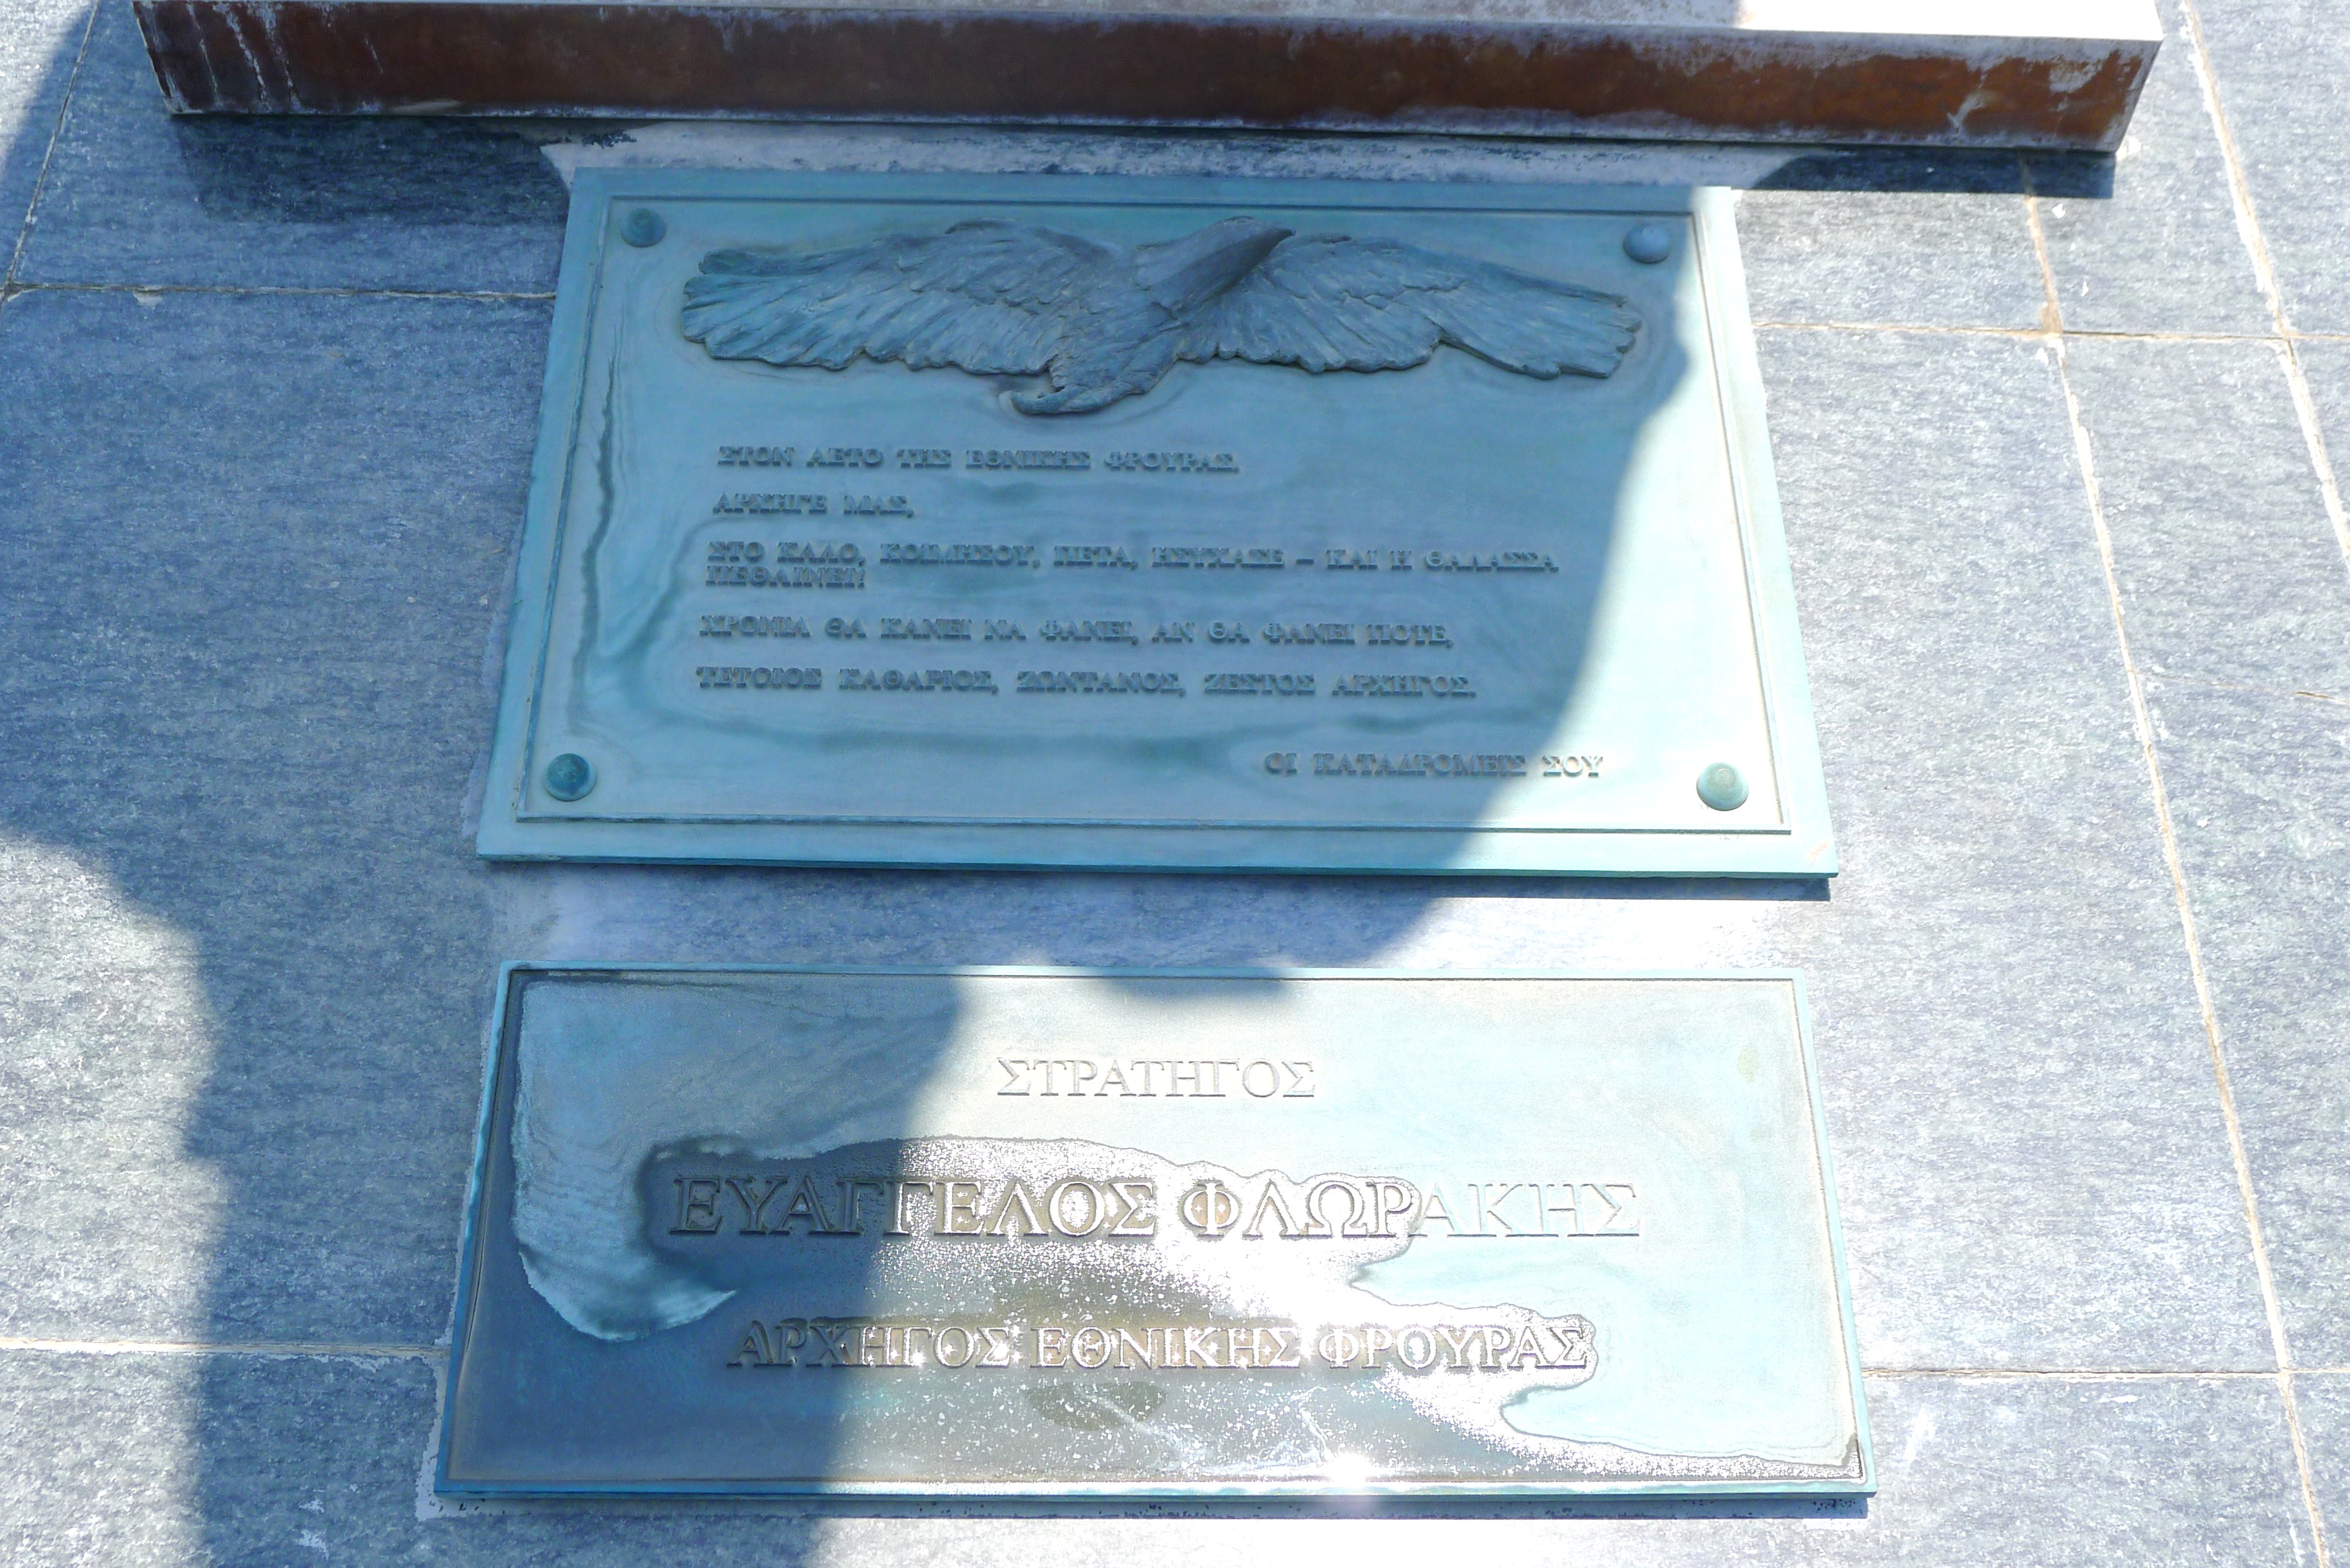 ΣΤΟΝ ΑΕΤΟ ΤΗΣ ΕΘΝΙΚΗΣ ΦΡΟΥΡΑΣ,
ΑΡΧΗΓΕ ΜΑΣ,
ΣΤΟ ΚΑΛΟ, ΚΟΙΜΗΣΟΥ, ΠΕΤΑ, ΗΣΥΧΑΣΕ – ΚΑΙ Η ΘΑΛΑΣΣΑ
ΠΕΘΑΙΝΕΙ!
ΧΡΟΝΙΑ ΘΑ ΚΑΝΕΙ ΝΑ ΦΑΝΕΙ, ΑΝ ΘΑ ΦΑΝΕΙ ΠΟΤΕ,
ΤΕΤΟΙΟΣ ΚΑΘΑΡΙΟΣ, ΖΩΝΤΑΝΟΣ, ΖΕΣΤΟΣ ΑΡΧΗΓΟΣ.
ΟΙ ΚΑΤΑΔΡΟΜΕΙΣ ΣΟΥ
ΣΤΡΑΤΗΓΟΣ
ΕΥΑΓΓΕΛΟΣ ΦΛΩΡΑΚΗΣ
ΑΡΧΗΓΟΣ ΕΘΝΙΚΗΣ ΦΡΟΥΡΑΣ